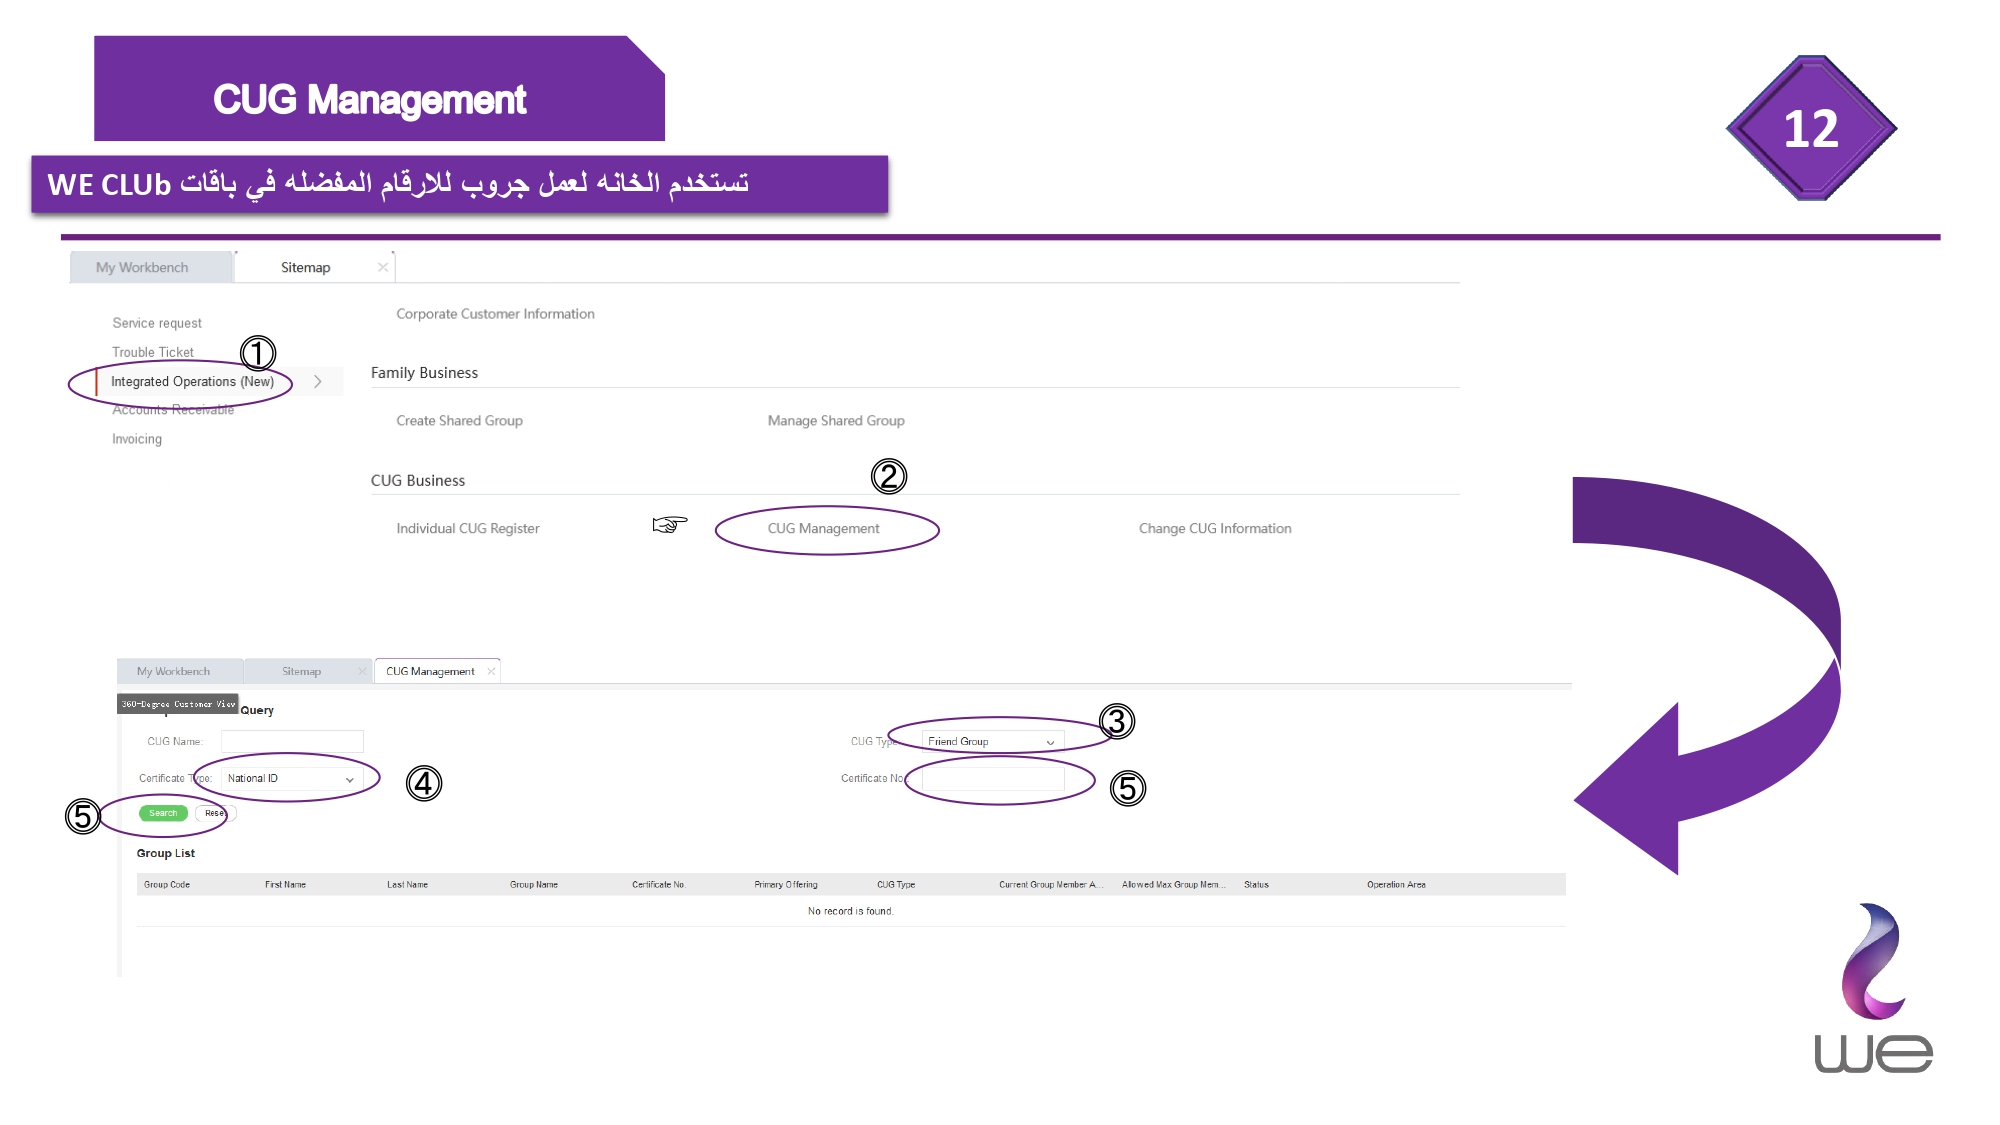 CUG Management
12
تستخدم الخانه لعمل جروب للارقام المفضله في باقات WE CLUb
My Workbench Sitemap ×
Service request
Trouble Ticket
①
Integrated Operations (New)
Accounts Receivable
Invoicing
Corporate Customer Information
Family Business
Create Shared Group Manage Shared Group
②
CUG Business
Individual CUG Register ☞ CUG Management Change CUG Information
My Workbench Sitemap × CUG Management ×
360-Degree Customer View Query
③
CUG Name: CUG Type Friend Group
Certificate Type: National ID ④ Certificate No. ⑤
⑤ Search Reset
Group List
Group Code First Name Last Name Group Name Certificate No. Primary Offering CUG Type Current Group Member A... Allowed Max Group Mem... Status Operation Area
No record is found.
we